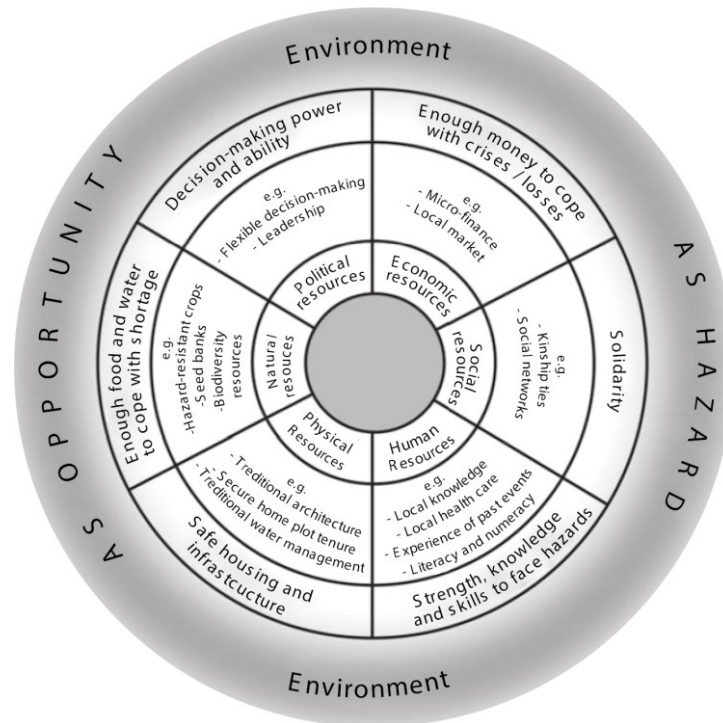 Environment
AS OPPORTUNITY
AS HAZARD
Environment
Decision-making power
and ability
e.g.
- Flexible decision-making
- Leadership
Political
resources
Enough money to cope
with crises / losses
e.g.
- Micro-finance
- Local market
Economic
resources
Solidarity
e.g.
- Kinship ties
- Social networks
Social
resources
Strength, knowledge
and skills to face hazards
e.g.
- Local knowledge
- Local health care
- Experience of past events
- Literacy and numeracy
Human
Resources
Safe housing and
infrastcucture
e.g.
- Traditional architecture
- Secure home plot tenure
- Traditional water management
Physical
Resources
Enough food and water
to cope with shortage
e.g.
-Hazard-resistant crops
-Seed banks
-Biodiversity
resources
Natural
resouces